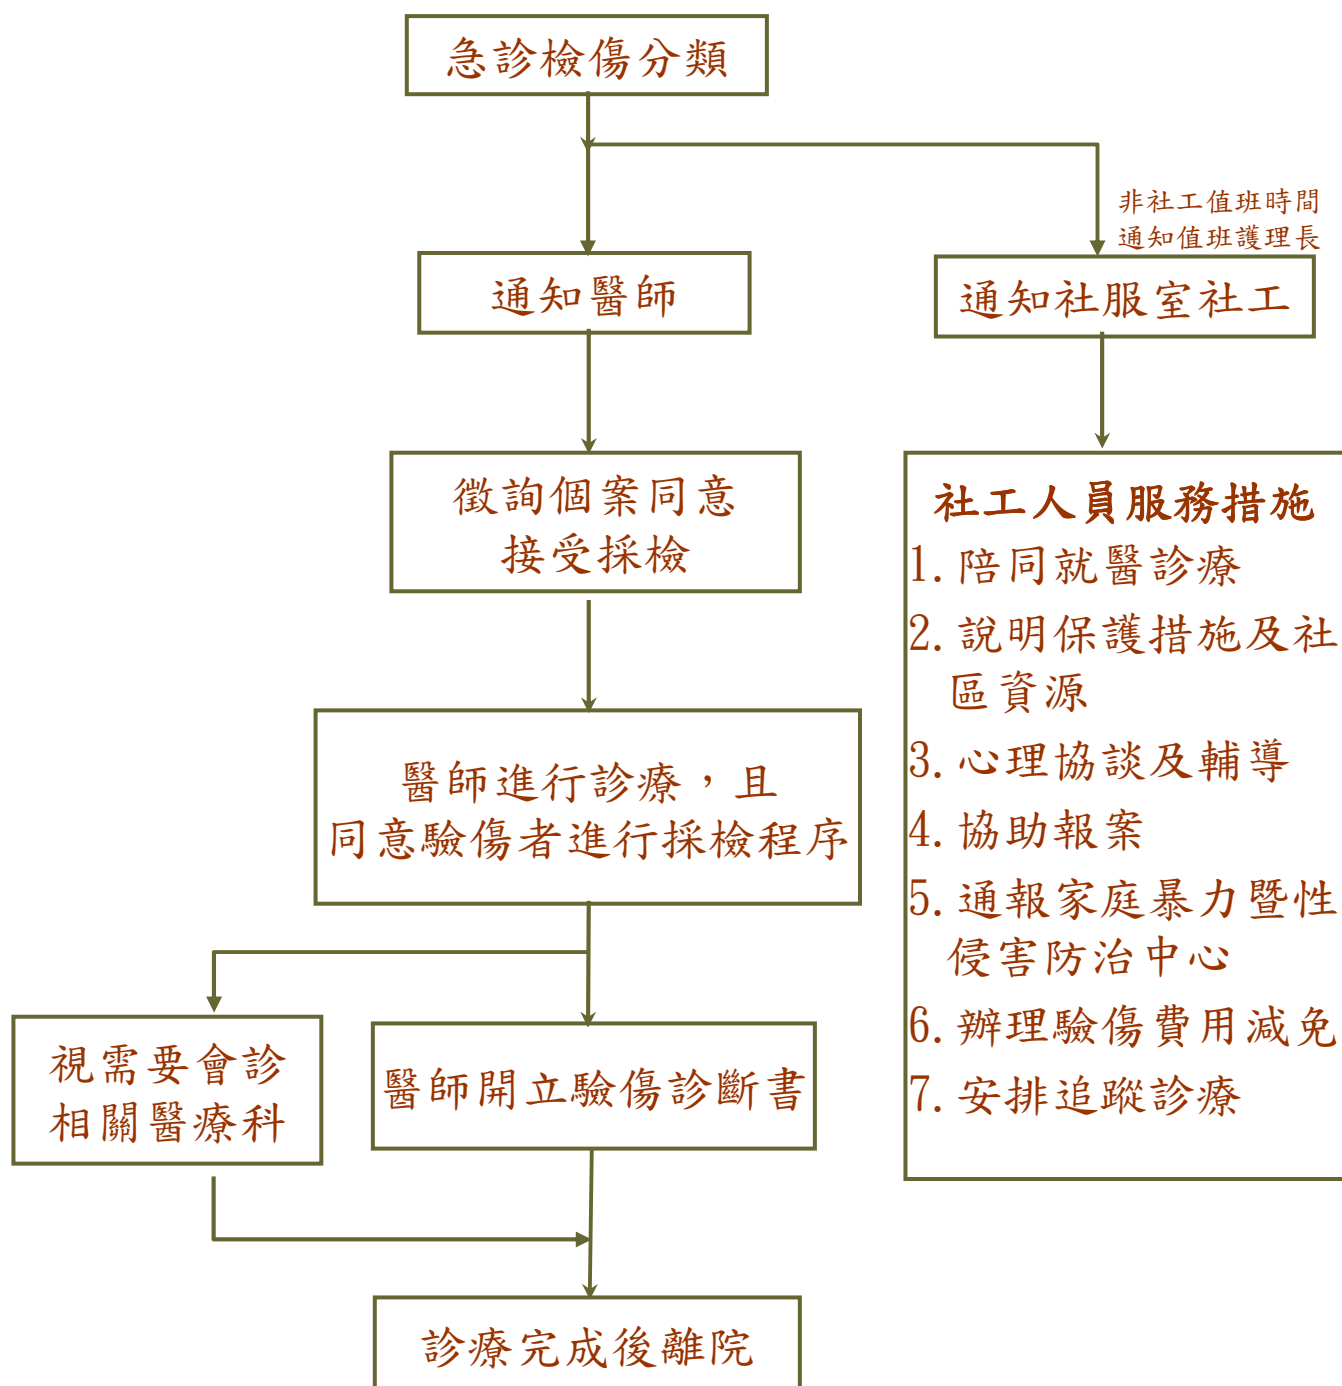 急診檢傷分類
非社工值班時間
通知值班護理長
通知醫師
通知社服室社工
徵詢個案同意
接受採檢
社工人員服務措施
1. 陪同就醫診療
2. 說明保護措施及社
區資源
3. 心理協談及輔導
4. 協助報案
5. 通報家庭暴力暨性
侵害防治中心
6. 辦理驗傷費用減免
7. 安排追蹤診療
醫師進行診療，且
同意驗傷者進行採檢程序
視需要會診
相關醫療科
醫師開立驗傷診斷書
診療完成後離院